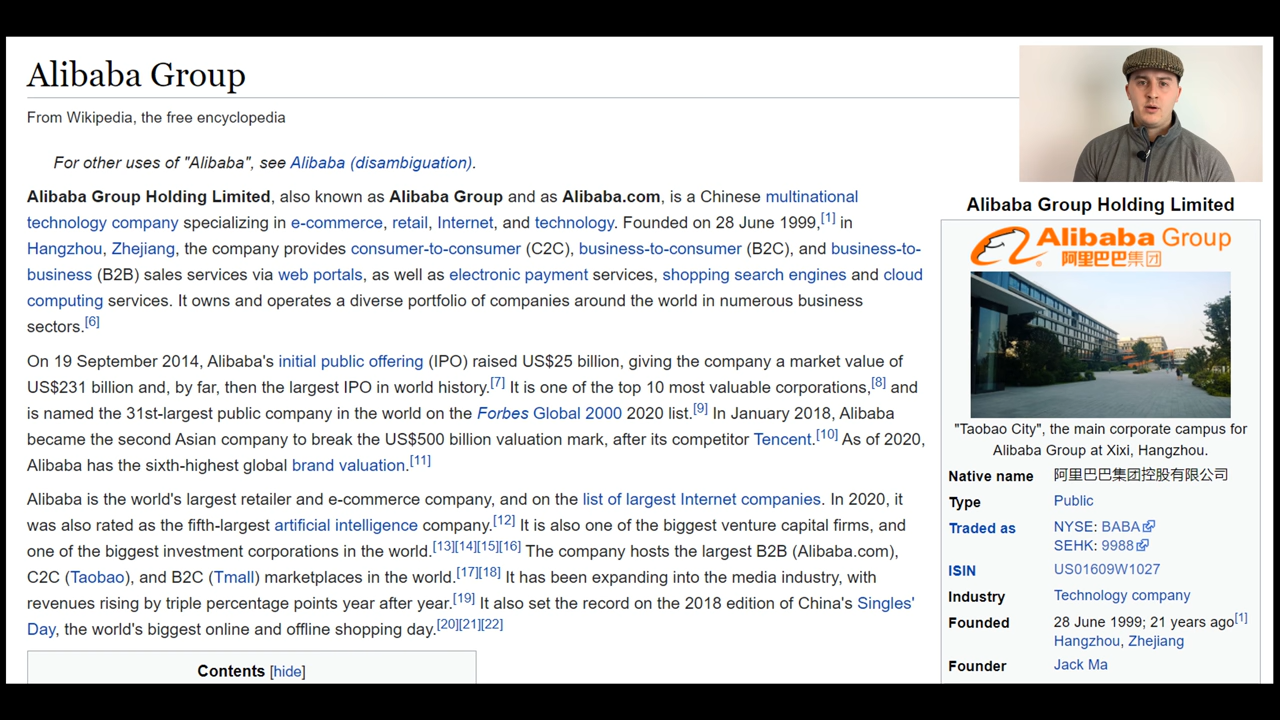 Alibaba Group
From Wikipedia, the free encyclopedia
For other uses of "Alibaba", see Alibaba (disambiguation).
Alibaba Group Holding Limited, also known as Alibaba Group and as Alibaba.com, is a Chinese multinational
technology company specializing in e-commerce, retail, Internet, and technology. Founded on 28 June 1999,[1] in
Hangzhou, Zhejiang, the company provides consumer-to-consumer (C2C), business-to-consumer (B2C), and business-to-
business (B2B) sales services via web portals, as well as electronic payment services, shopping search engines and cloud
computing services. It owns and operates a diverse portfolio of companies around the world in numerous business
sectors.[6]
On 19 September 2014, Alibaba's initial public offering (IPO) raised US$25 billion, giving the company a market value of
US$231 billion and, by far, then the largest IPO in world history.[7] It is one of the top 10 most valuable corporations,[8] and
is named the 31st-largest public company in the world on the Forbes Global 2000 2020 list.[9] In January 2018, Alibaba
became the second Asian company to break the US$500 billion valuation mark, after its competitor Tencent.[10] As of 2020,
Alibaba has the sixth-highest global brand valuation.[11]
Alibaba is the world's largest retailer and e-commerce company, and on the list of largest Internet companies. In 2020, it
was also rated as the fifth-largest artificial intelligence company.[12] It is also one of the biggest venture capital firms, and
one of the biggest investment corporations in the world.[13][14][15][16] The company hosts the largest B2B (Alibaba.com),
C2C (Taobao), and B2C (Tmall) marketplaces in the world.[17][18] It has been expanding into the media industry, with
revenues rising by triple percentage points year after year.[19] It also set the record on the 2018 edition of China's Singles'
Day, the world's biggest online and offline shopping day.[20][21][22]
Contents [hide]
Alibaba Group Holding Limited
Alibaba Group
阿里巴巴集团
"Taobao City", the main corporate campus for
Alibaba Group at Xixi, Hangzhou.
Native name 阿里巴巴集团控股有限公司
Type Public
Traded as NYSE: BABA
SEHK: 9988
ISIN US01609W1027
Industry Technology company
Founded 28 June 1999; 21 years ago[1]
Hangzhou, Zhejiang
Founder Jack Ma